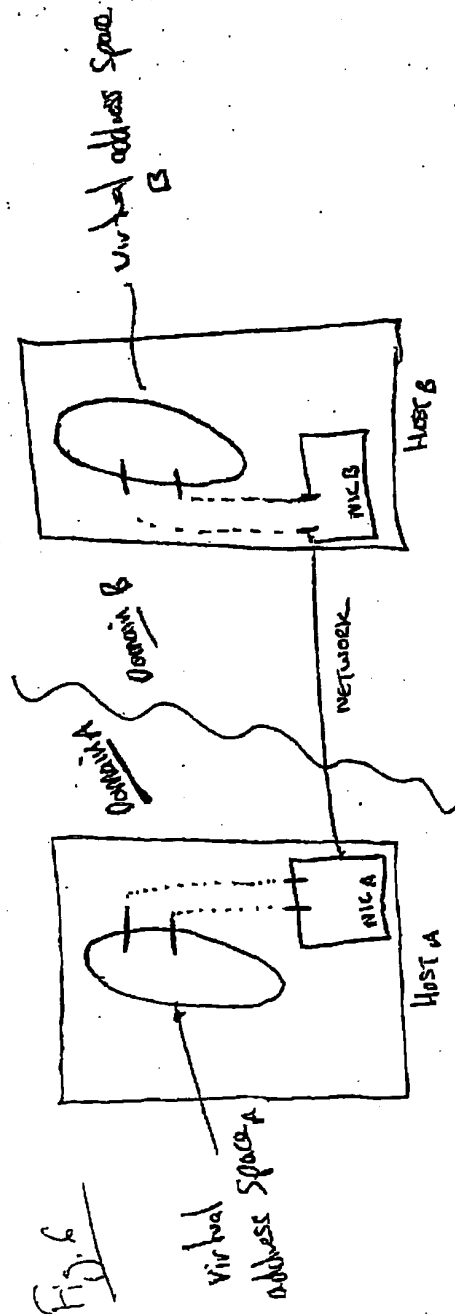 Fig. 6
Virtual
address Space A
HOST A
NIC A
Domain A
Domain B
NETWORK
NIC B
HOST B
Virtual address Space
B